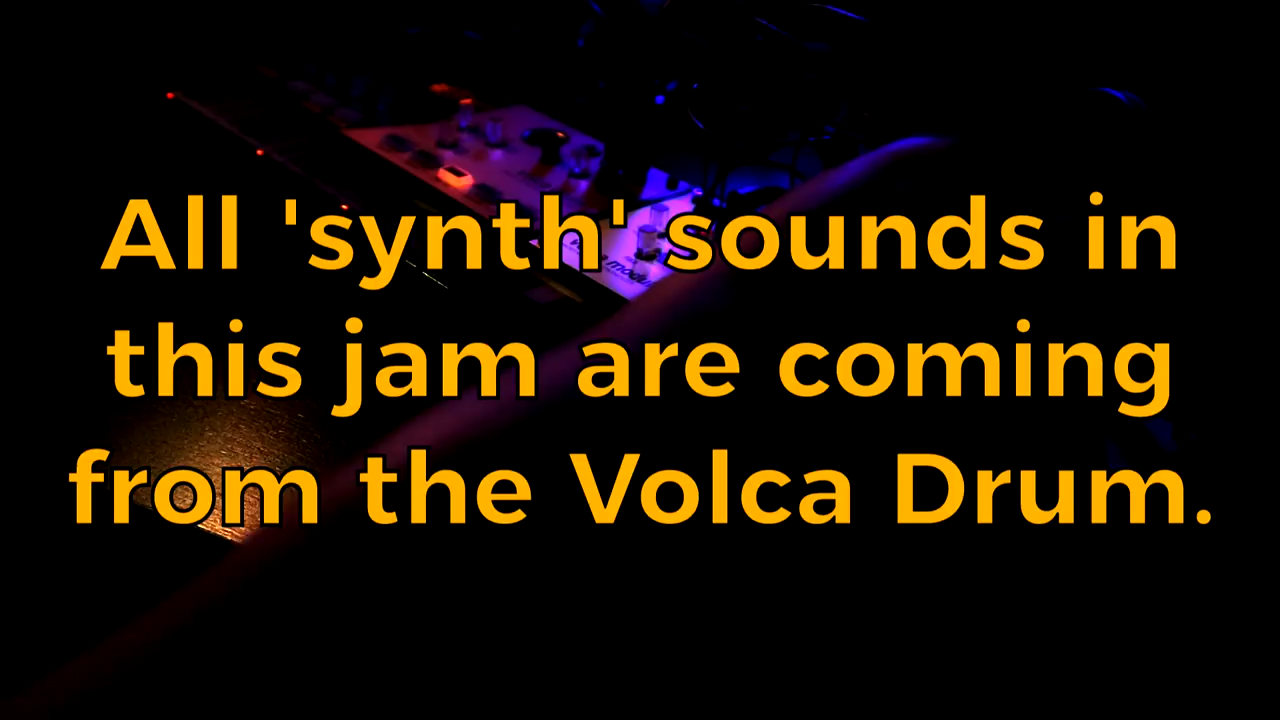 All 'synth' sounds in
this jam are coming
from the Volca Drum.